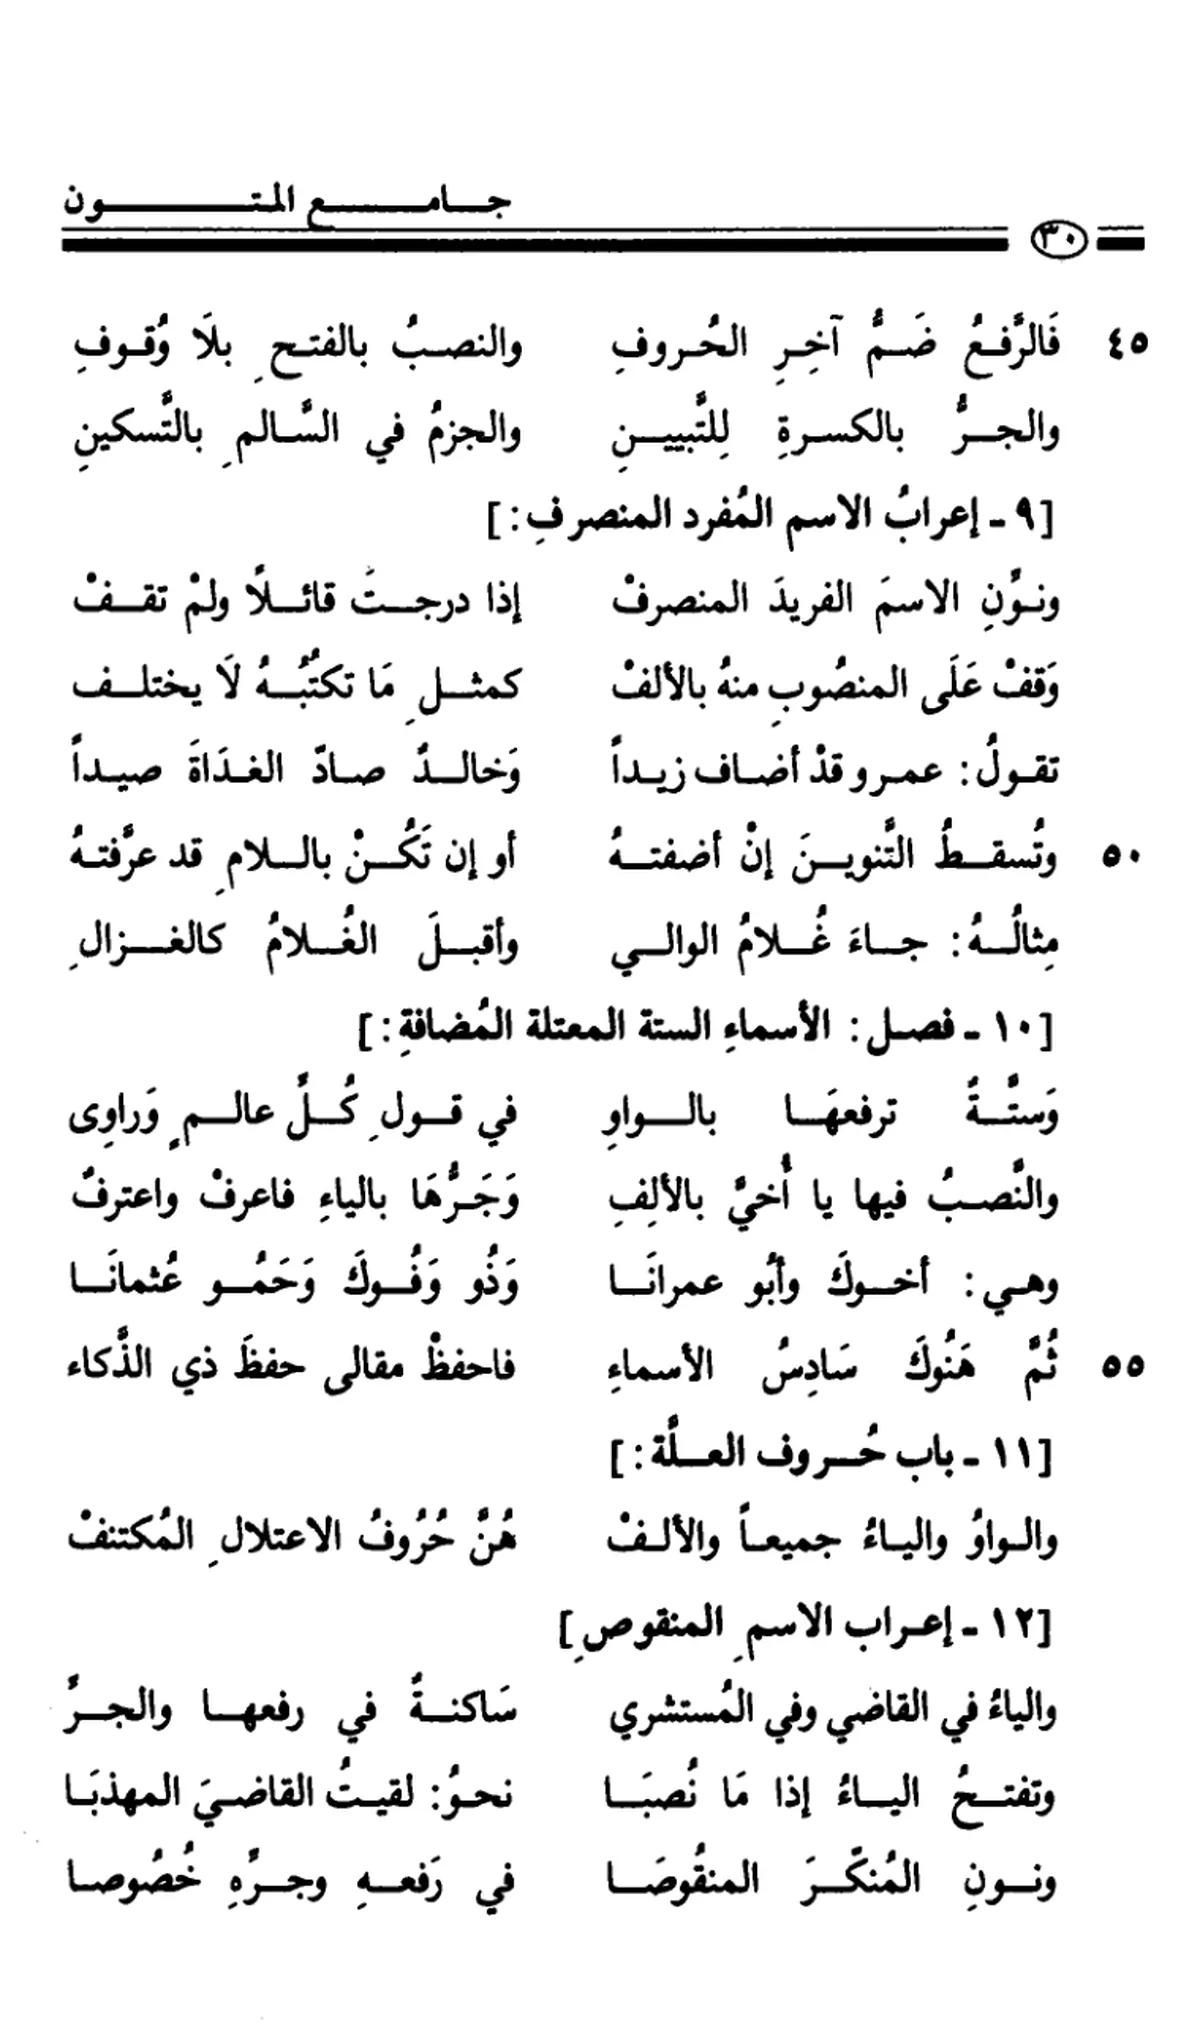 جامع المتون
٣٠
٤٥ فَالرَّفعُ ضَمُّ آخِرِ الحُروفِ والنصبُ بالفتحِ بلَا وُقوفِ
والجرُّ بالكسرةِ لِلتَّبيينِ والجزمُ في السَّالمِ بالتَّسكينِ
[٩ - إعرابُ الاسم المُفرد المنصرفِ:]
ونوِّنِ الاسمَ الفريدَ المنصرفْ إذا درجتَ قائلًا ولمْ تقفْ
وَقفْ عَلَى المنصُوبِ منهُ بالألفْ كمثلِ مَا تكتُبُهُ لَا يختلف
تقولُ: عمرو قدْ أضاف زيداً وَخالدٌ صادَ الغدَاةَ صيداً
٥٠ وتُسقطُ التَّنوينَ إنْ أضفتهُ أو إن تَكُنْ باللامِ قد عرَّفتهُ
مِثالُهُ: جاءَ غُلامُ الوالي وأقبلَ الغُلامُ كالغزالِ
[١٠ - فصل: الأسماءِ الستة المعتلة المُضافةِ:]
وَستَّةٌ ترفعهَا بالواوِ في قولِ كُلِّ عالمٍ وَراوِى
والنَّصبُ فيها يا أُخيَّ بالألِفِ وَجَرُّهَا بالياءِ فاعرفْ واعترفْ
وهي: أخوكَ وأبُو عمرانَا وَذُو وَفُوكَ وَحَمُو عُثمانَا
٥٥ ثُمَّ هَنُوكَ سَادِسُ الأسماءِ فاحفظْ مقالى حفظَ ذي الذَّكاء
[١١ - باب حُروف العلَّة:]
والواوُ والياءُ جميعاً والألفْ هُنَّ حُرُوفُ الاعتلالِ المُكتنفْ
[١٢ - إعراب الاسمِ المنقوصِ]
والياءُ في القاضي وفي المُستشري سَاكنةٌ في رفعها والجرِّ
وتفتحُ الياءُ إذا مَا نُصبَا نحوُ: لقيتُ القاضيَ المهذبَا
ونونِ المُنكَّرَ المنقُوصَا في رَفعهِ وجرِّهِ خُصُوصا